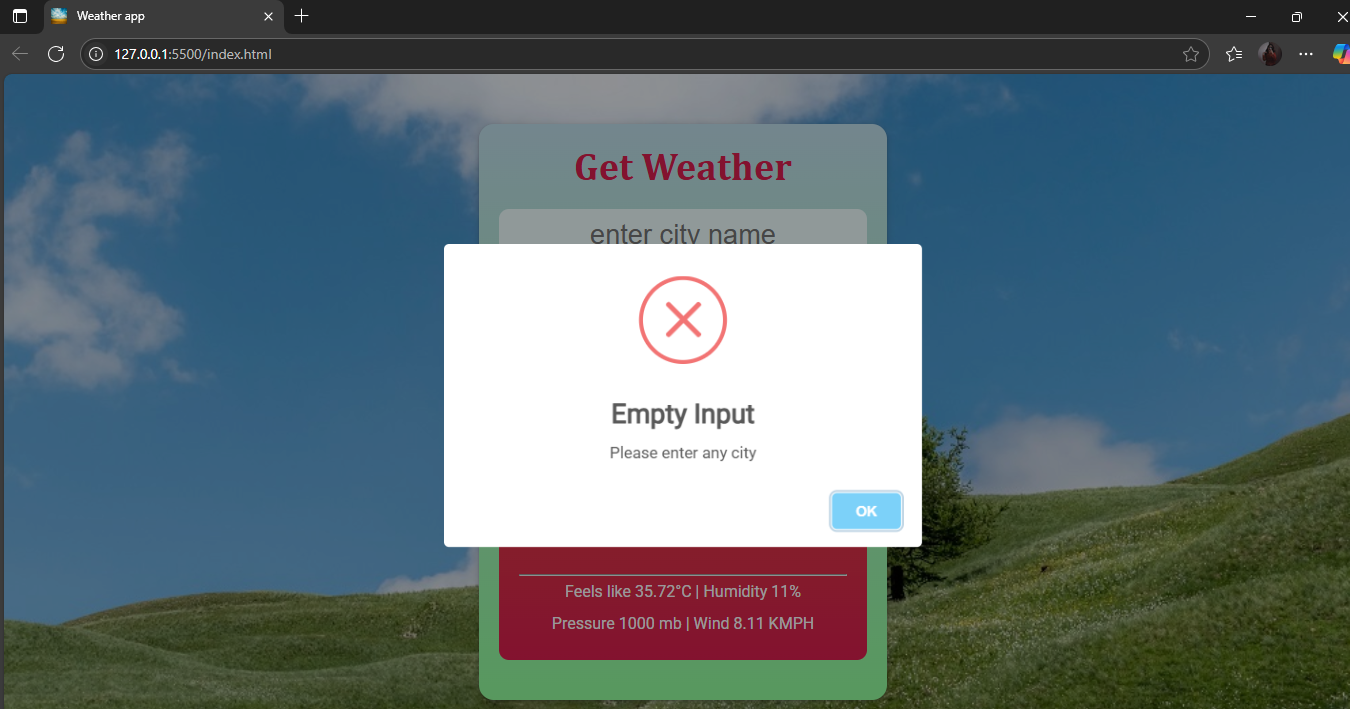 Weather app
127.0.0.1:5500/index.html
Get Weather
enter city name
Empty Input
Please enter any city
OK
Feels like 35.72°C | Humidity 11%
Pressure 1000 mb | Wind 8.11 KMPH